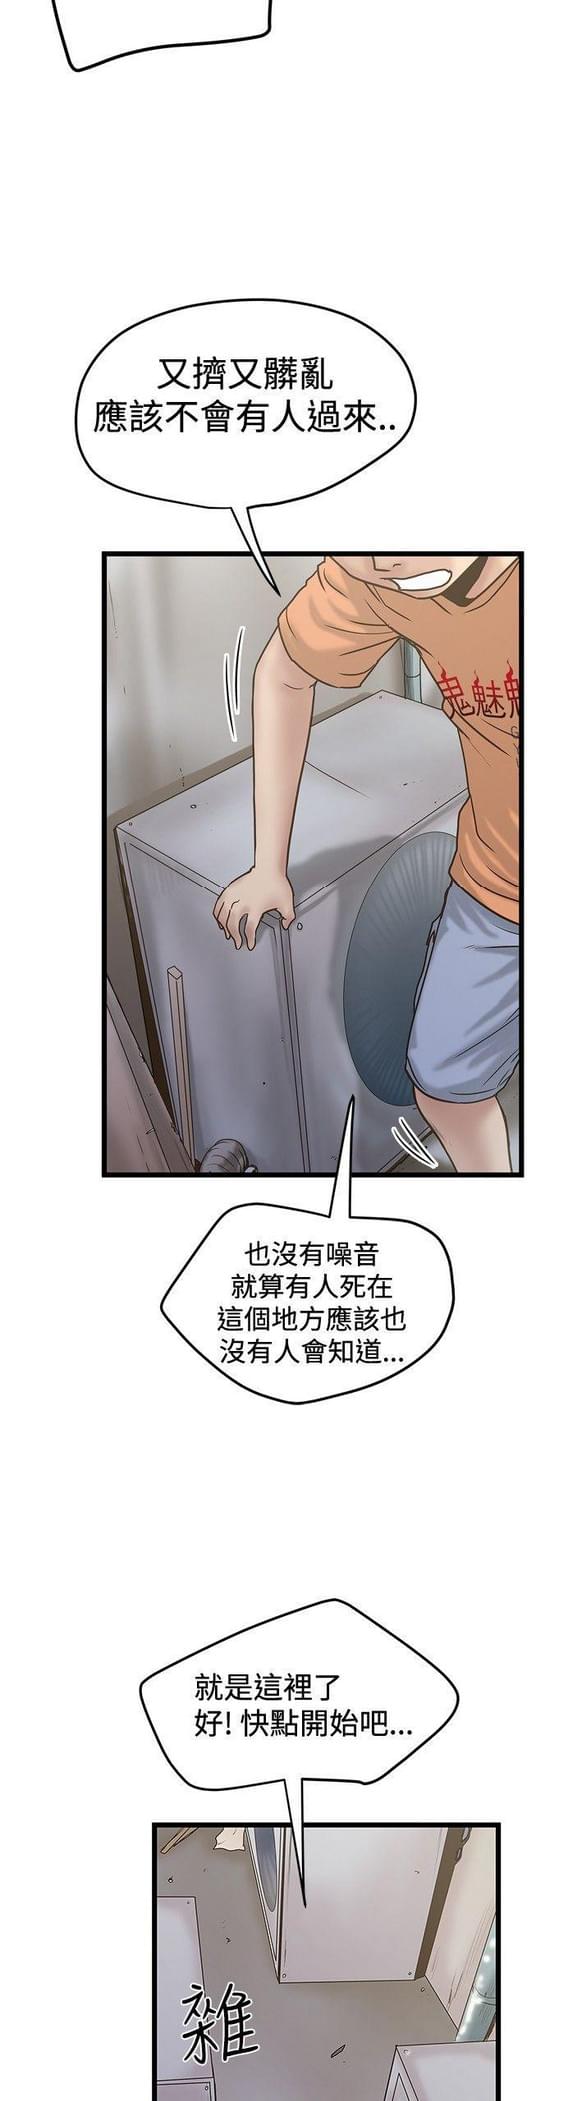 又擠又髒亂
應該不會有人過來..
鬼魅
也沒有噪音
就算有人死在
這個地方應該也
沒有人會知道...
就是這裡了
好! 快點開始吧...
雜